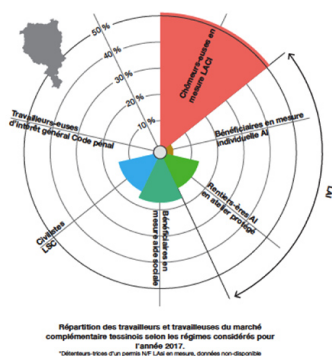 50 %
40 %
30 %
20 %
10 %
Chômeurs-euses en
mesure LACI
Travailleurs-euses
d'intérêt général Code pénal
Bénéficiaires en mesure
individuelle AI
Rentiers-ères AI
en atelier protégé
Civilistes
LSC
Bénéficiaires en
mesure aide sociale
Répartition des travailleurs et travailleuses du marché
complémentaire tessinois selon les régimes considérés pour
l'année 2017.
*Détenteurs-trices d'un permis N/F LAsi en mesure, données non-disponible